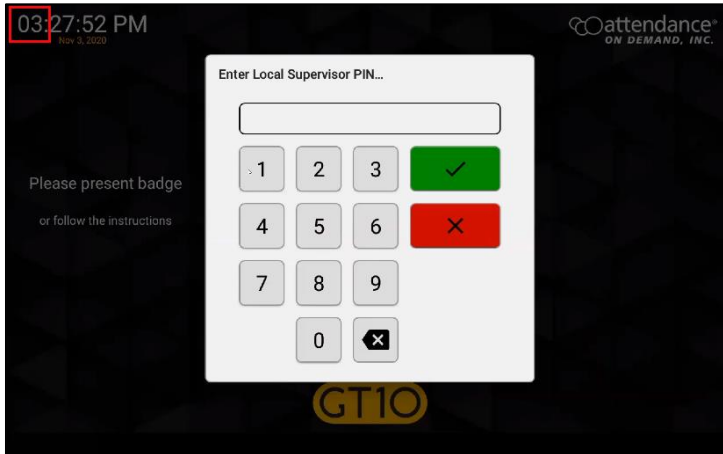 03:27:52 PM
Nov 3, 2020
attendance®
ON DEMAND, INC.
Enter Local Supervisor PIN...
1 2 3
Please present badge
or follow the instructions
4 5 6
7 8 9
0
GT10